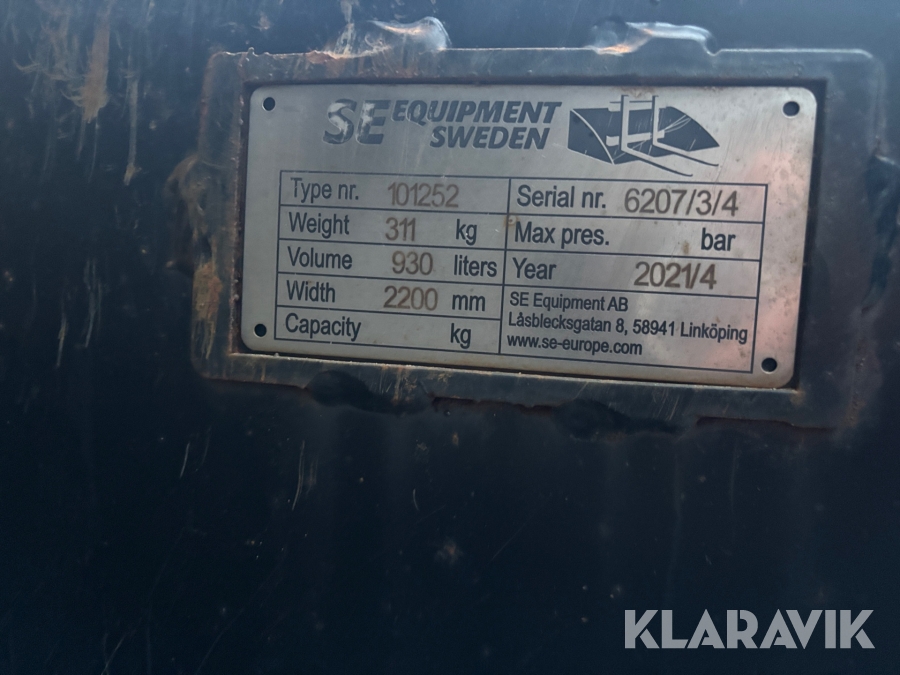 SE EQUIPMENT
SWEDEN
Type nr. 101252
Weight 311 kg
Volume 930 liters
Width 2200 mm
Capacity kg
Serial nr. 6207/3/4
Max pres. bar
Year 2021/4
SE Equipment AB
Låsblecksgatan 8, 58941 Linköping
www.se-europe.com
KLARAVIK